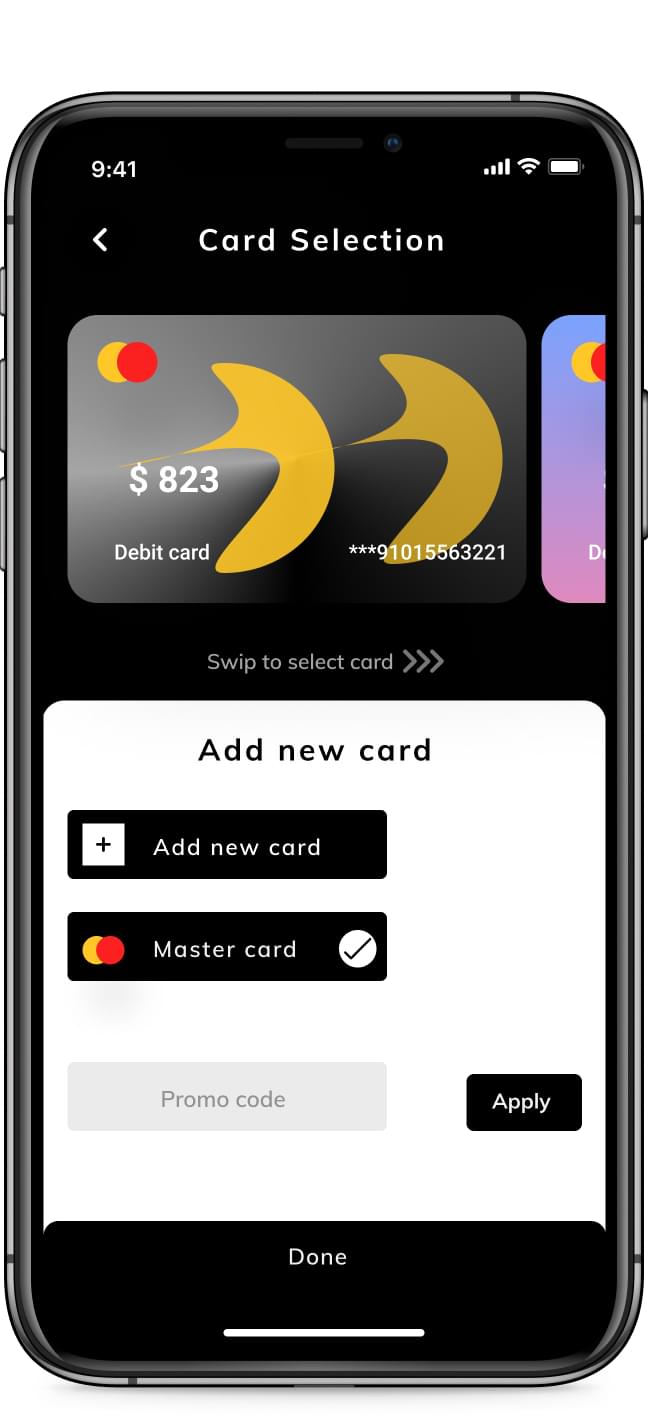 9:41
Card Selection
$ 823
Debit card
***91015563221
Swip to select card
Add new card
+ Add new card
Master card
Promo code
Apply
Done